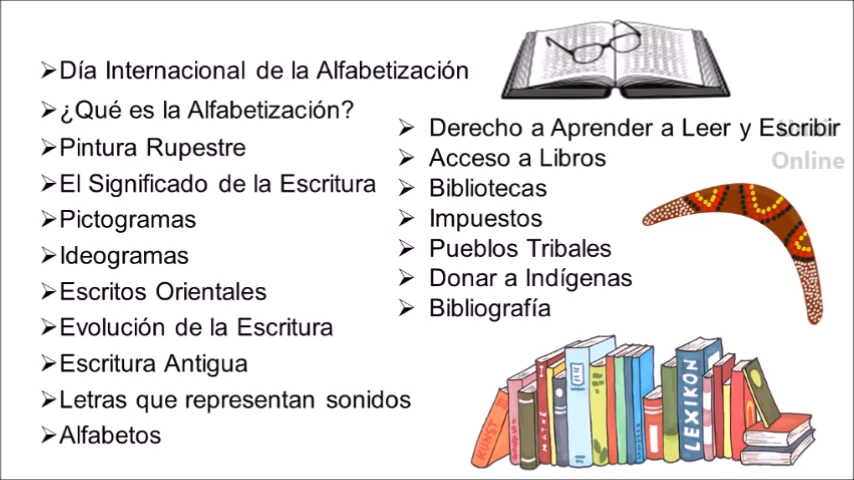 Día Internacional de la Alfabetización
¿Qué es la Alfabetización?
Pintura Rupestre
El Significado de la Escritura
Pictogramas
Ideogramas
Escritos Orientales
Evolución de la Escritura
Escritura Antigua
Letras que representan sonidos
Alfabetos
Derecho a Aprender a Leer y Escribir
Acceso a Libros
Bibliotecas
Impuestos
Pueblos Tribales
Donar a Indígenas
Bibliografía
Online
KUNST
LEXIKON